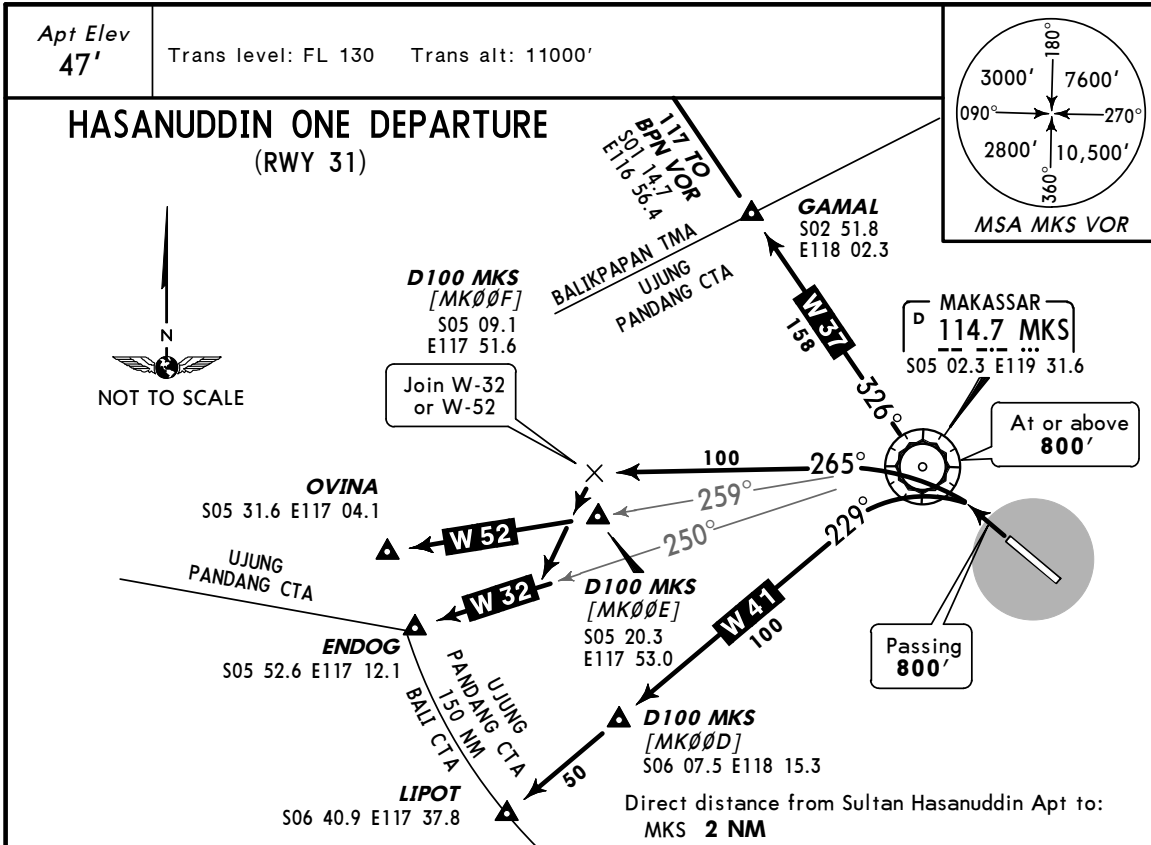 Apt Elev
47'
Trans level: FL 130 Trans alt: 11000'
HASANUDDIN ONE DEPARTURE
(RWY 31)
180°
3000' 7600'
090° 270°
2800' 10,500'
360°
MSA MKS VOR
117 TO
BPN VOR
S01 14.7
E116 56.4
GAMAL
S02 51.8
E118 02.3
BALIKPAPAN TMA
UJUNG
PANDANG CTA
D100 MKS
[MKØØF]
S05 09.1
E117 51.6
W 37
158
326°
MAKASSAR
D 114.7 MKS
S05 02.3 E119 31.6
N
NOT TO SCALE
Join W-32
or W-52
At or above
800'
100
265°
OVINA
S05 31.6 E117 04.1
259°
W 52
250°
229°
UJUNG
PANDANG CTA
W 32
D100 MKS
[MKØØE]
S05 20.3
E117 53.0
W 41
100
ENDOG
S05 52.6 E117 12.1
Passing
800'
UJUNG
PANDANG CTA
150 NM
BALI CTA
D100 MKS
[MKØØD]
S06 07.5 E118 15.3
50
LIPOT
S06 40.9 E117 37.8
Direct distance from Sultan Hasanuddin Apt to:
MKS 2 NM